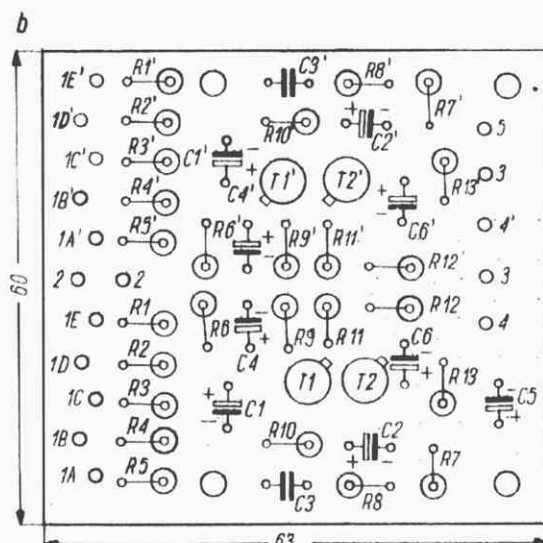 b
1E' R1' C3' R8' R7'
1D' R2' R10 C2' 5
1C' R3' C1' C4' T1' T2' R13' 3
1B' R4' C6' 4'
1A' R5' R6' R9' R11'
2 2 R12' 3
1E R1 R6 C4 R9 R11 R12 C6 4
1D R2 T1 T2 R13
1C R3 C1 C5
1B R4 R10 C2
1A R5 C3 R8 R7
60
63